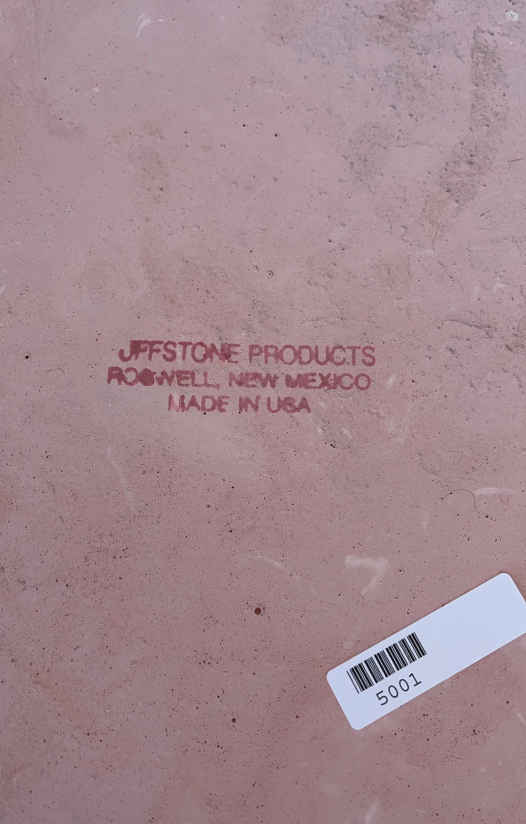 JFFSTONE PRODUCTS
ROSWELL, NEW MEXICO
MADE IN USA
5001